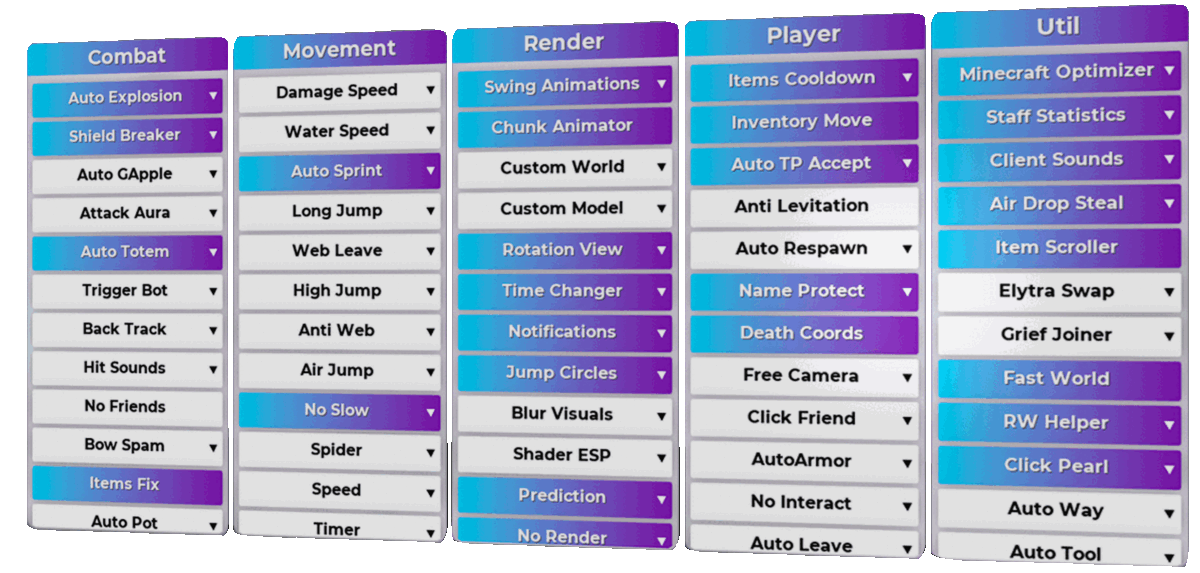 Combat
Auto Explosion ▼
Shield Breaker ▼
Auto GApple ▼
Attack Aura ▼
Auto Totem ▼
Trigger Bot ▼
Back Track ▼
Hit Sounds ▼
No Friends
Bow Spam ▼
Items Fix
Auto Pot ▼
Movement
Damage Speed ▼
Water Speed ▼
Auto Sprint ▼
Long Jump ▼
Web Leave ▼
High Jump ▼
Anti Web ▼
Air Jump ▼
No Slow ▼
Spider ▼
Speed ▼
Timer ▼
Render
Swing Animations ▼
Chunk Animator
Custom World ▼
Custom Model ▼
Rotation View ▼
Time Changer ▼
Notifications ▼
Jump Circles ▼
Blur Visuals ▼
Shader ESP ▼
Prediction ▼
No Render ▼
Player
Items Cooldown ▼
Inventory Move
Auto TP Accept ▼
Anti Levitation
Auto Respawn ▼
Name Protect ▼
Death Coords
Free Camera ▼
Click Friend ▼
AutoArmor ▼
No Interact ▼
Auto Leave ▼
Util
Minecraft Optimizer ▼
Staff Statistics ▼
Client Sounds ▼
Air Drop Steal ▼
Item Scroller
Elytra Swap ▼
Grief Joiner ▼
Fast World
RW Helper ▼
Click Pearl ▼
Auto Way ▼
Auto Tool ▼